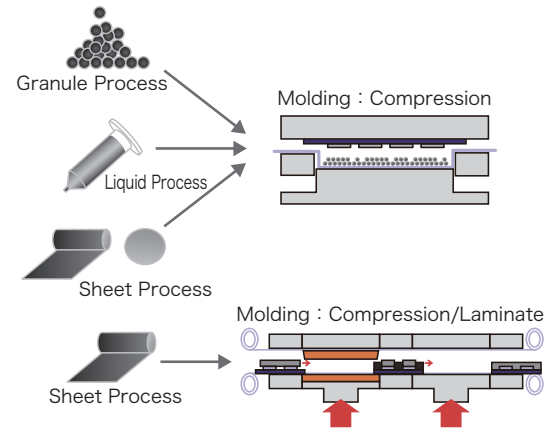 Granule Process
Molding：Compression
Liquid Process
Sheet Process
Molding：Compression/Laminate
Sheet Process